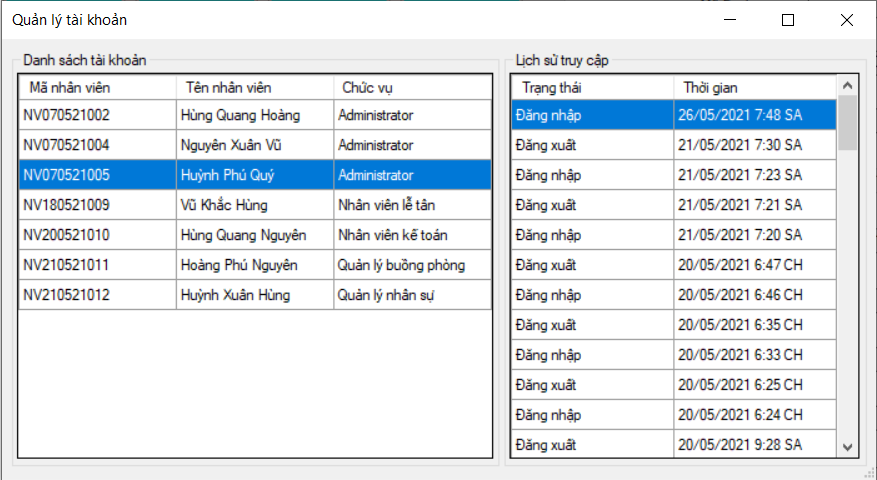 Quản lý tài khoản
Danh sách tài khoản
Mã nhân viên Tên nhân viên Chức vụ
NV070521002 Hùng Quang Hoàng Administrator
NV070521004 Nguyên Xuân Vũ Administrator
NV070521005 Huỳnh Phú Quý Administrator
NV180521009 Vũ Khắc Hùng Nhân viên lễ tân
NV200521010 Hùng Quang Nguyên Nhân viên kế toán
NV210521011 Hoàng Phú Nguyên Quản lý buồng phòng
NV210521012 Huỳnh Xuân Hùng Quản lý nhân sự
Lịch sử truy cập
Trạng thái Thời gian
Đăng nhập 26/05/2021 7:48 SA
Đăng xuất 21/05/2021 7:30 SA
Đăng nhập 21/05/2021 7:23 SA
Đăng xuất 21/05/2021 7:21 SA
Đăng nhập 21/05/2021 7:20 SA
Đăng xuất 20/05/2021 6:47 CH
Đăng nhập 20/05/2021 6:46 CH
Đăng xuất 20/05/2021 6:35 CH
Đăng nhập 20/05/2021 6:33 CH
Đăng xuất 20/05/2021 6:25 CH
Đăng nhập 20/05/2021 6:24 CH
Đăng xuất 20/05/2021 9:28 SA